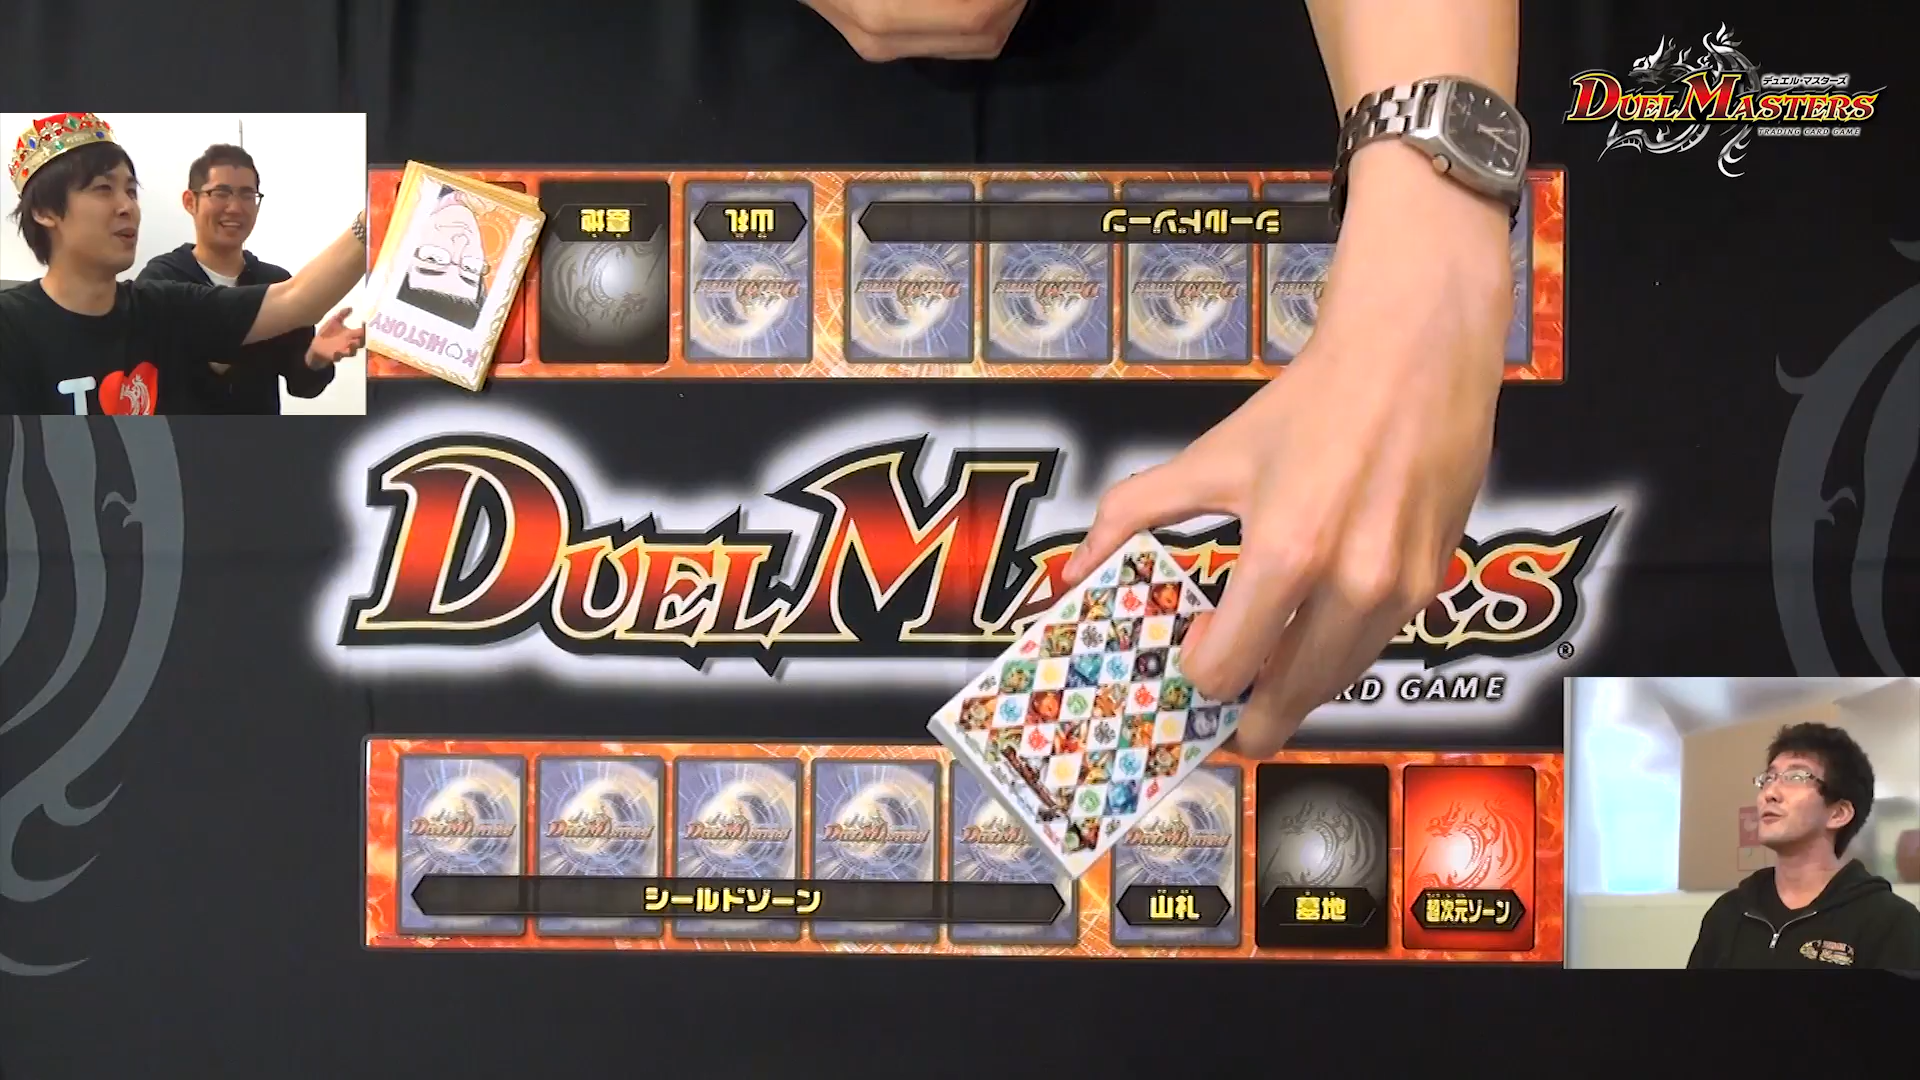 デュエル・マスターズ
DUEL MASTERS
TRADING CARD GAME
墓地
山札
シールドゾーン
K♡HISTORY
I
DUEL MASTERS
®
RD GAME
シールドゾーン
山札
墓地
超次元ゾーン